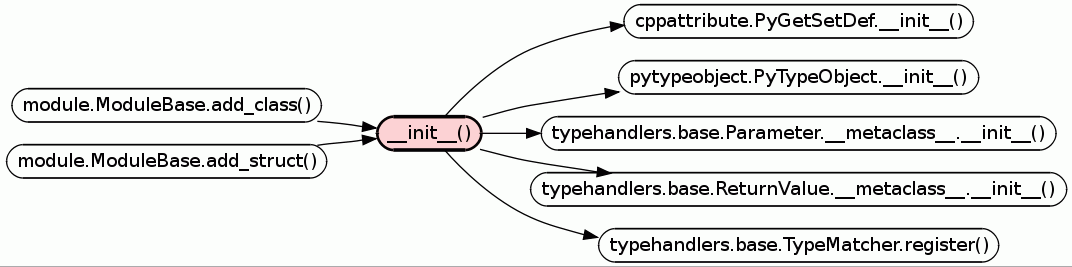 cppattribute.PyGetSetDef.__init__()
pytypeobject.PyTypeObject.__init__()
module.ModuleBase.add_class()
__init__()
typehandlers.base.Parameter.__metaclass__.__init__()
module.ModuleBase.add_struct()
typehandlers.base.ReturnValue.__metaclass__.__init__()
typehandlers.base.TypeMatcher.register()